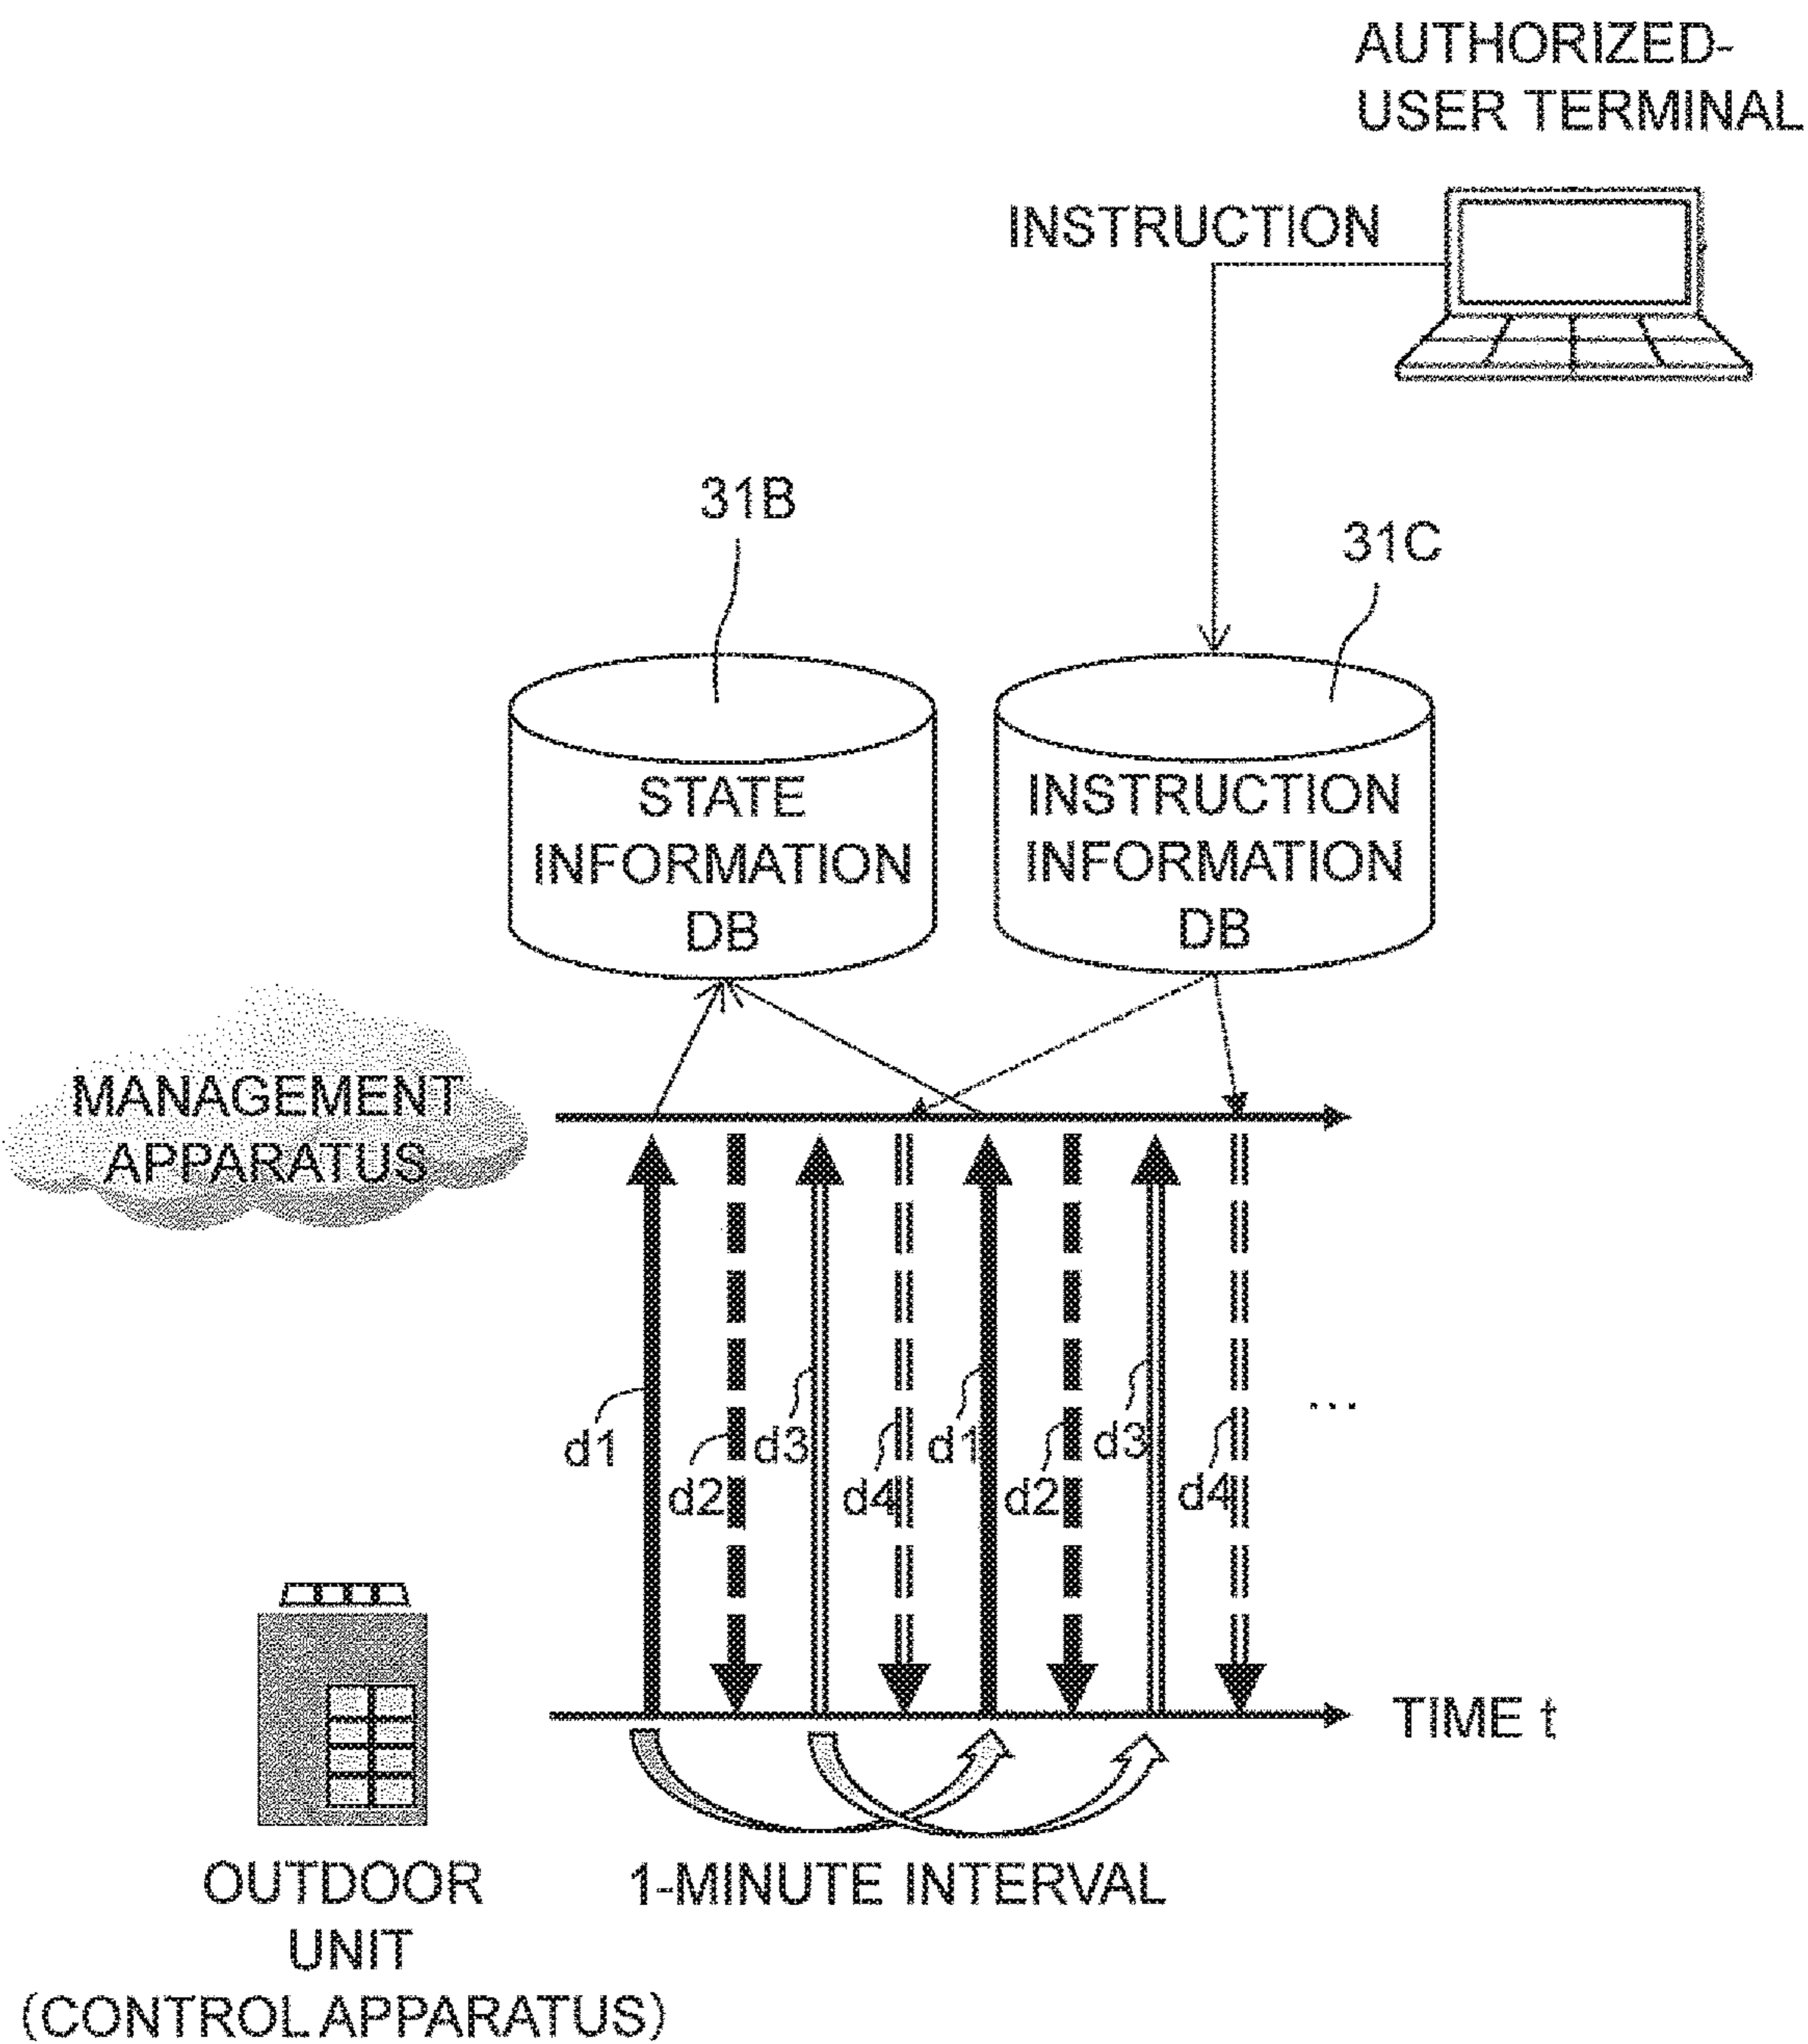 AUTHORIZED-
USER TERMINAL
INSTRUCTION
31B
31C
STATE
INFORMATION
DB
INSTRUCTION
INFORMATION
DB
MANAGEMENT
APPARATUS
d1
d2
d3
d4
d1
d2
d3
d4
...
TIME t
1-MINUTE INTERVAL
OUTDOOR
UNIT
(CONTROL APPARATUS)